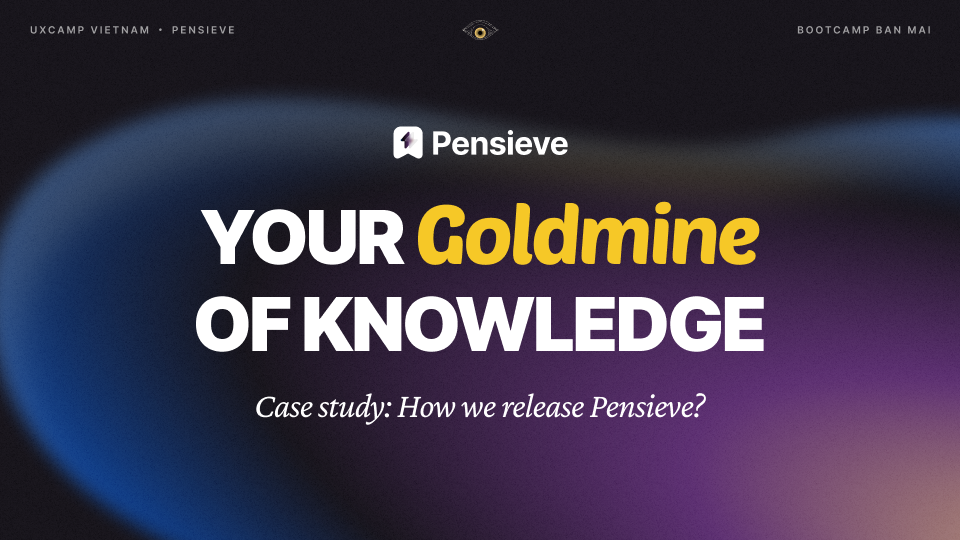 UXCAMP VIETNAM • PENSIEVE
BOOTCAMP BAN MAI
Pensieve
YOUR Goldmine
OF KNOWLEDGE
Case study: How we release Pensieve?